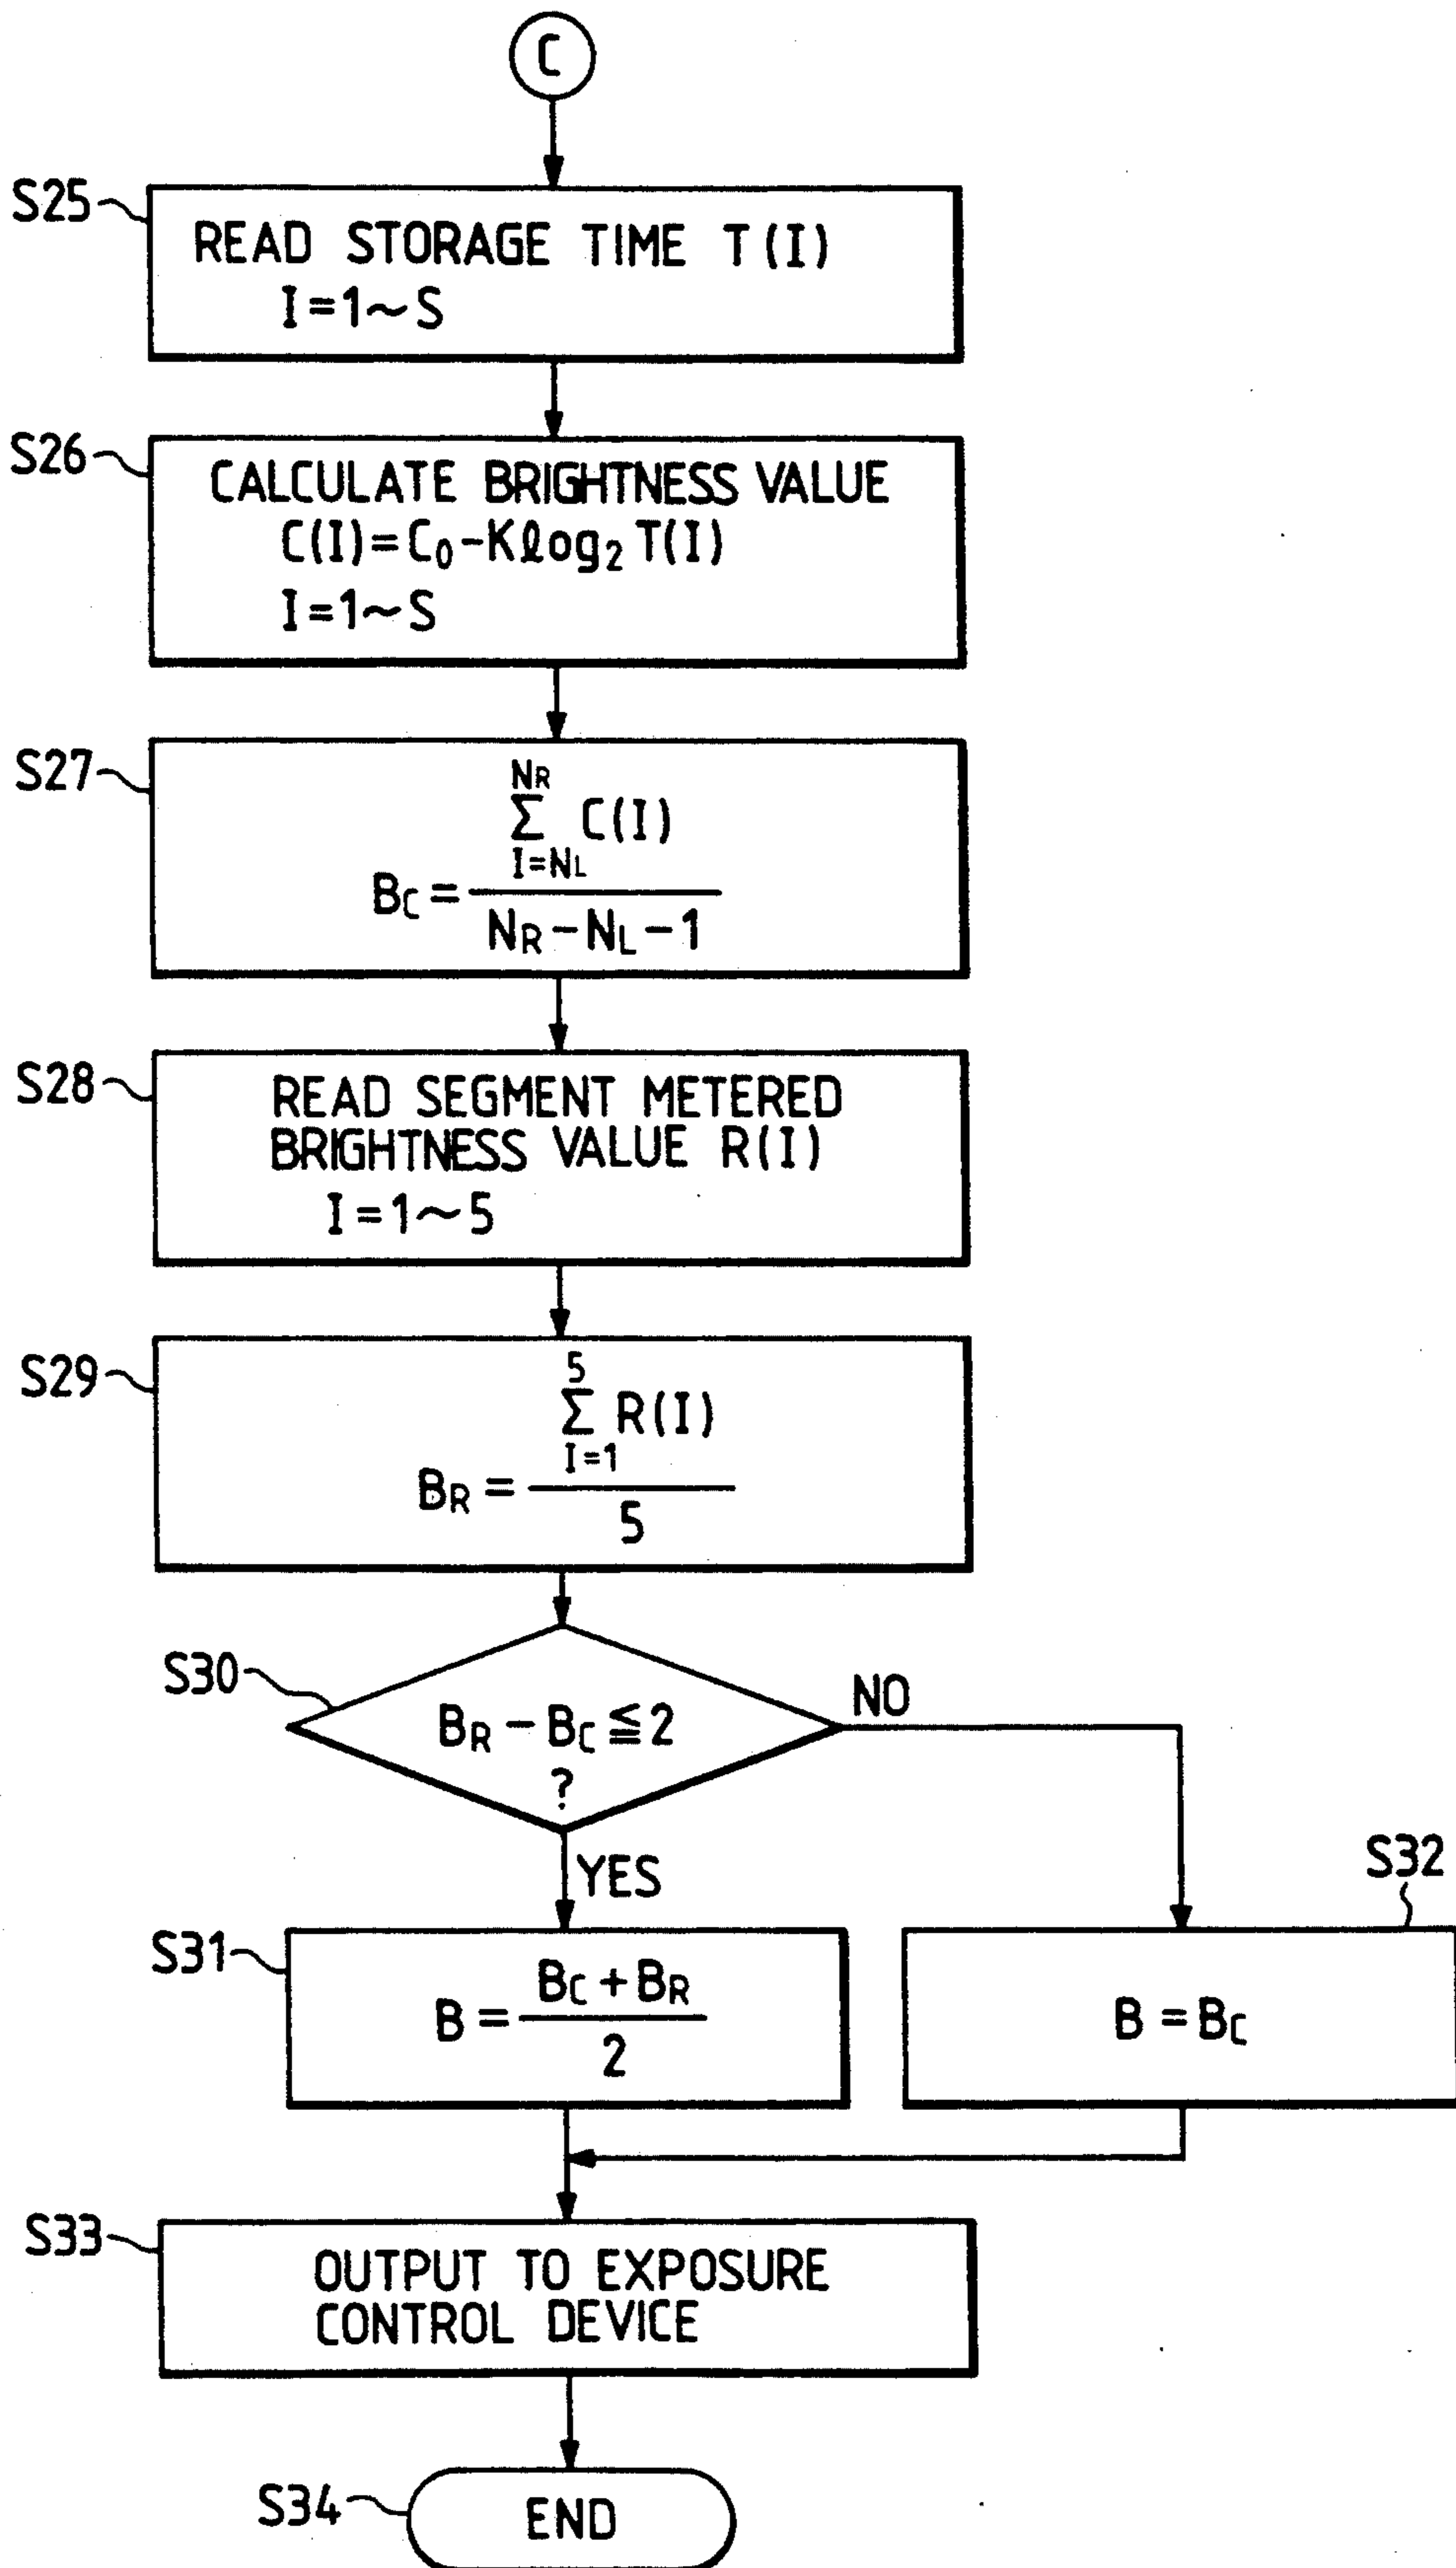 C
S25
READ STORAGE TIME T(I)
I=1~S
S26
CALCULATE BRIGHTNESS VALUE
C(I)=C₀-Kℓog₂T(I)
I=1~S
S27
NR
Σ C(I)
I=NL
BC=
NR-NL-1
S28
READ SEGMENT METERED
BRIGHTNESS VALUE R(I)
I=1~5
S29
5
Σ R(I)
I=1
BR=
5
S30
BR-BC≦2
?
NO
YES
S31
BC+BR
B=
2
S32
B=BC
S33
OUTPUT TO EXPOSURE
CONTROL DEVICE
S34
END